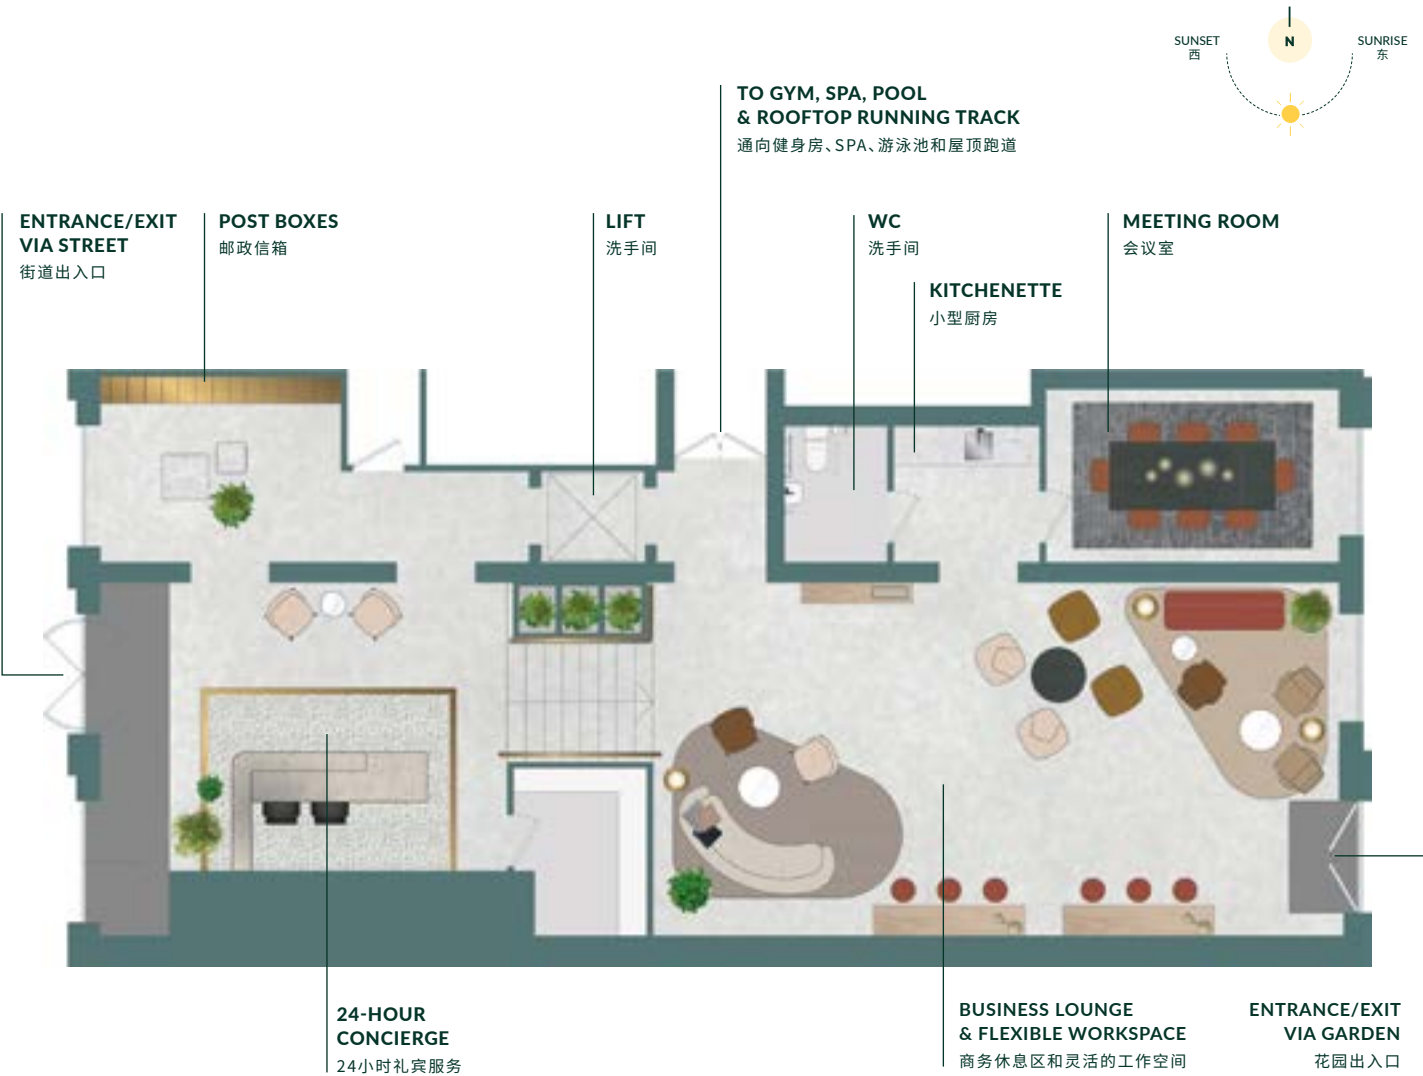 SUNSET
西
N
SUNRISE
东
TO GYM, SPA, POOL
& ROOFTOP RUNNING TRACK
通向健身房、SPA、游泳池和屋顶跑道
ENTRANCE/EXIT
VIA STREET
街道出入口
POST BOXES
邮政信箱
LIFT
洗手间
WC
洗手间
KITCHENETTE
小型厨房
MEETING ROOM
会议室
24-HOUR
CONCIERGE
24小时礼宾服务
BUSINESS LOUNGE
& FLEXIBLE WORKSPACE
商务休息区和灵活的工作空间
ENTRANCE/EXIT
VIA GARDEN
花园出入口